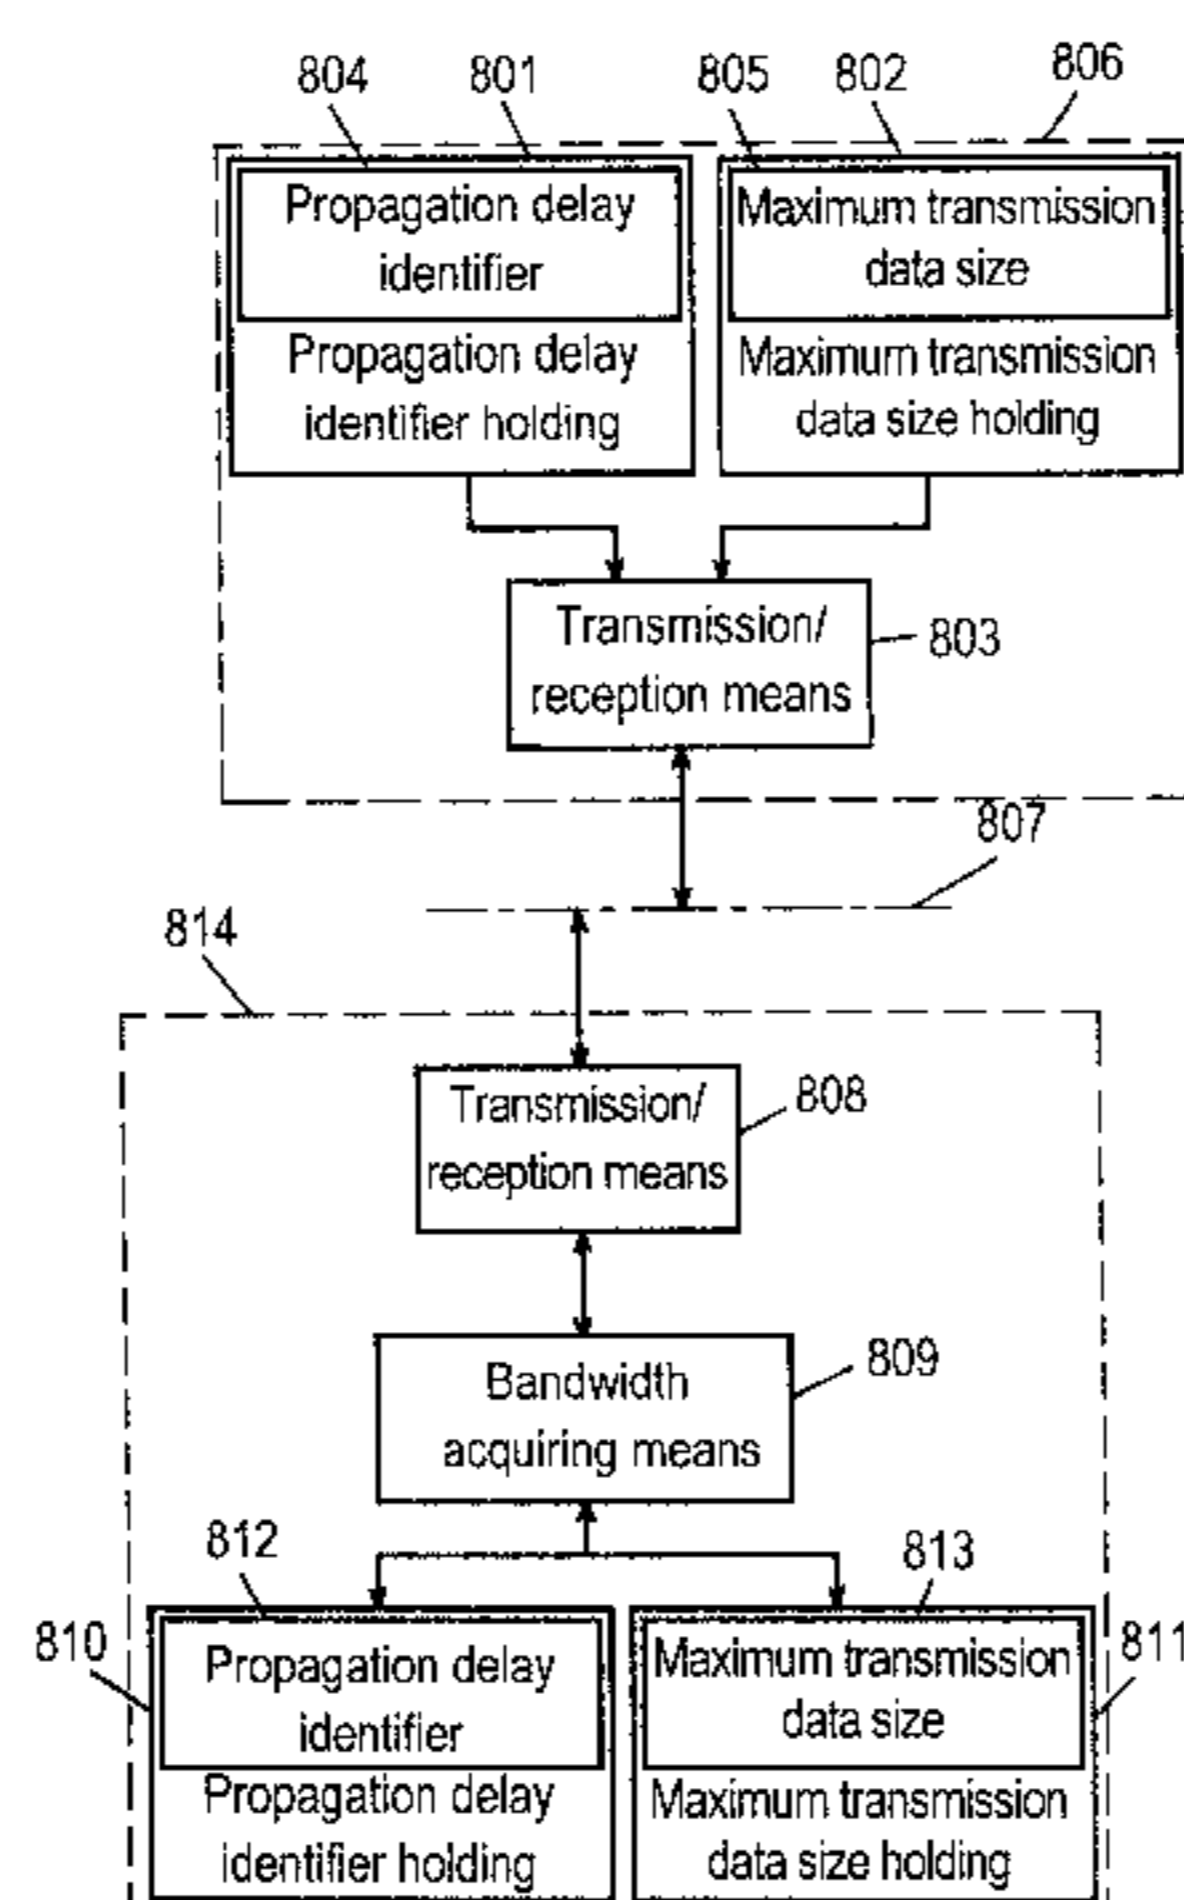 804 801 805 802 806
Propagation delay
identifier
Propagation delay
identifier holding
Maximum transmission
data size
Maximum transmission
data size holding
Transmission/
reception means
803
807
814
Transmission/
reception means
808
Bandwidth
acquiring means
809
812
813
810
811
Propagation delay
identifier
Propagation delay
identifier holding
Maximum transmission
data size
Maximum transmission
data size holding